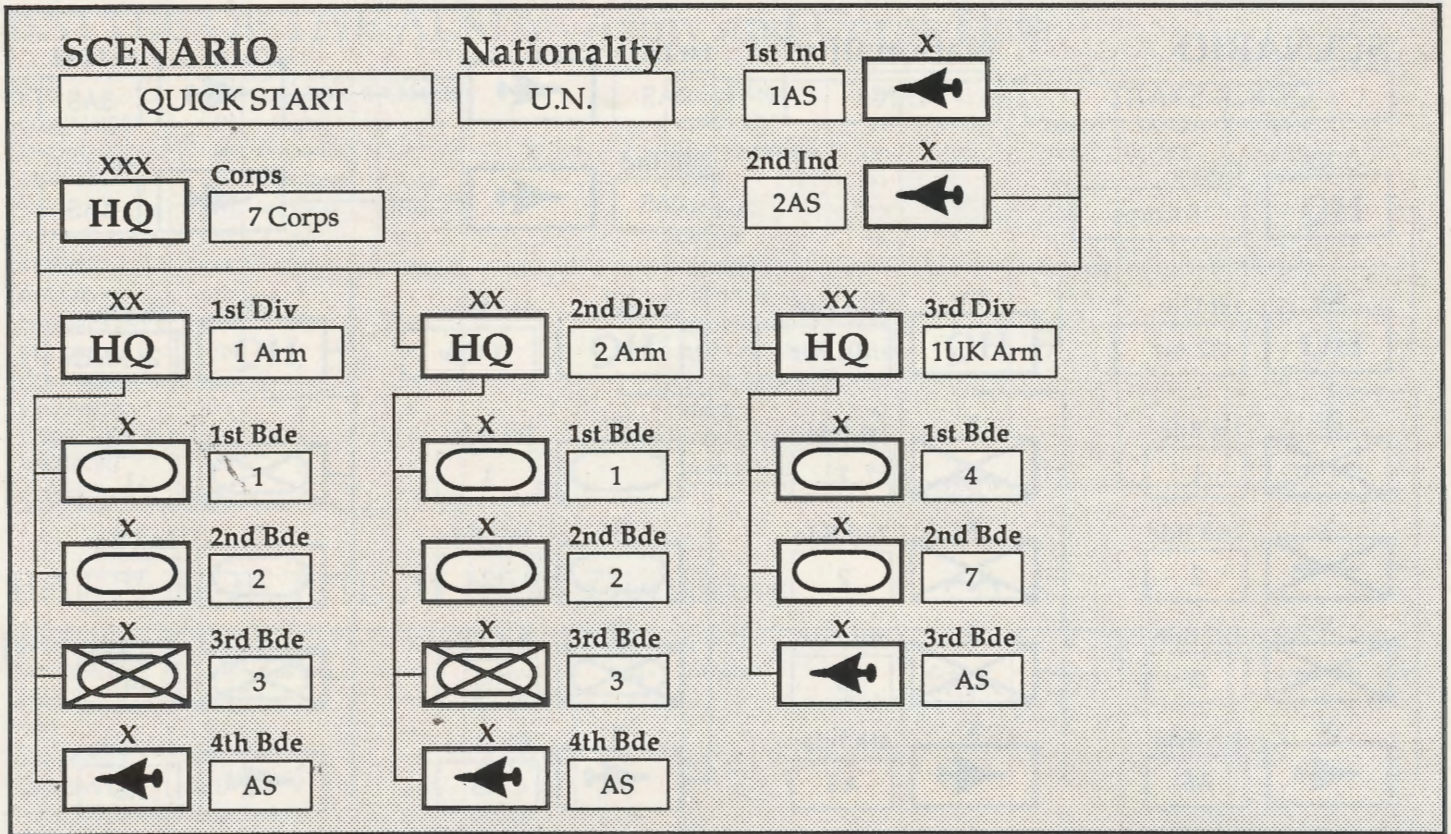 SCENARIO
QUICK START
Nationality
U.N.
1st Ind
1AS
X
2nd Ind
2AS
X
XXX
HQ
Corps
7 Corps
XX
HQ
1st Div
1 Arm
X
1st Bde
1
X
2nd Bde
2
X
3rd Bde
3
X
4th Bde
AS
XX
HQ
2nd Div
2 Arm
X
1st Bde
1
X
2nd Bde
2
X
3rd Bde
3
X
4th Bde
AS
XX
HQ
3rd Div
1UK Arm
X
1st Bde
4
X
2nd Bde
7
X
3rd Bde
AS